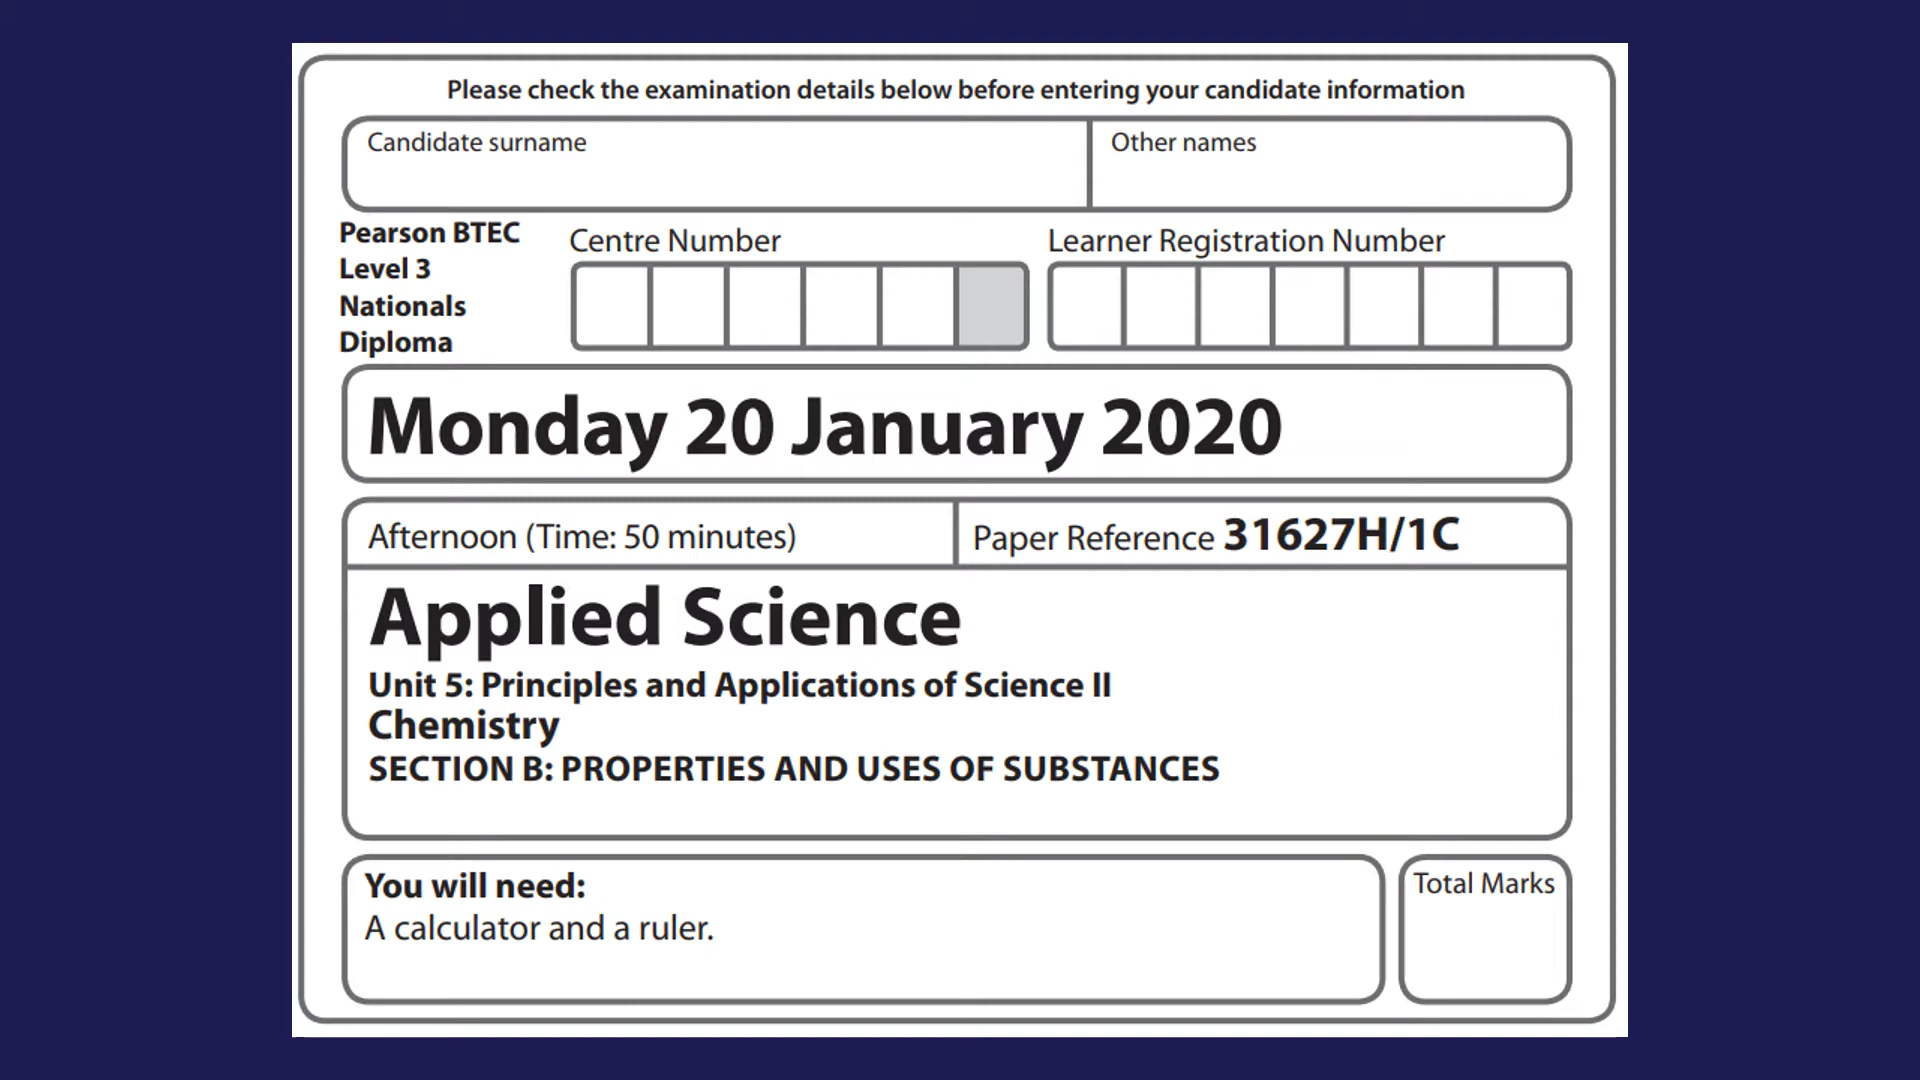 Please check the examination details below before entering your candidate information
Candidate surname
Other names
Pearson BTEC
Level 3
Nationals
Diploma
Centre Number
Learner Registration Number
Monday 20 January 2020
Afternoon (Time: 50 minutes)
Paper Reference 31627H/1C
Applied Science
Unit 5: Principles and Applications of Science II
Chemistry
SECTION B: PROPERTIES AND USES OF SUBSTANCES
You will need:
A calculator and a ruler.
Total Marks